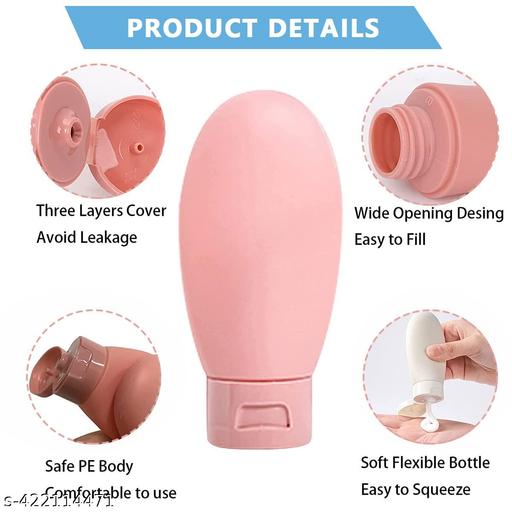 PRODUCT DETAILS
Three Layers Cover
Avoid Leakage
Wide Opening Desing
Easy to Fill
Safe PE Body
Comfortable to use
Soft Flexible Bottle
Easy to Squeeze
s-422114471